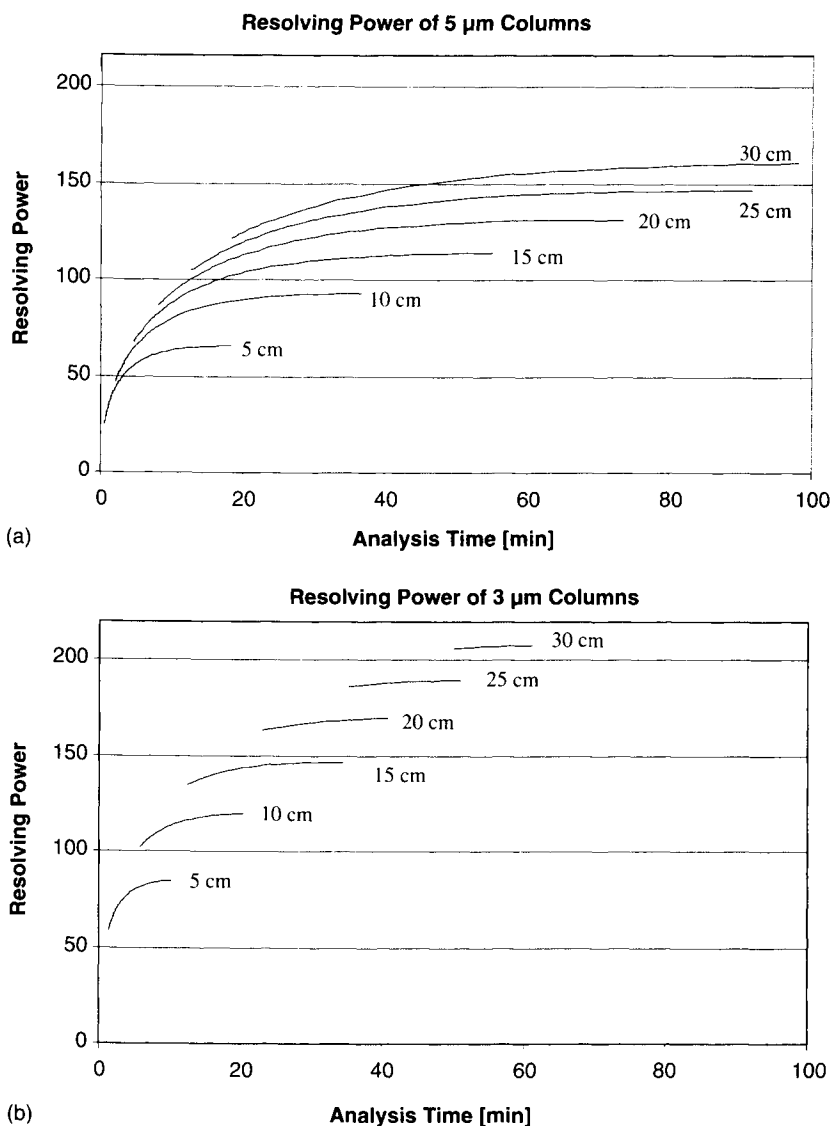 Resolving Power of 5 µm Columns
200
150
100
50
0
Resolving Power
30 cm
25 cm
20 cm
15 cm
10 cm
5 cm
0 20 40 60 80 100
(a)
Analysis Time [min]
Resolving Power of 3 µm Columns
200
150
100
50
0
Resolving Power
30 cm
25 cm
20 cm
15 cm
10 cm
5 cm
0 20 40 60 80 100
(b)
Analysis Time [min]